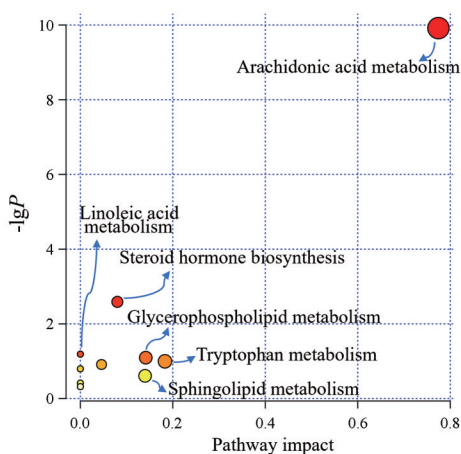 10
Arachidonic acid metabolism
8
6
-lgP
4
Linoleic acid
metabolism
Steroid hormone biosynthesis
2
Glycerophospholipid metabolism
Tryptophan metabolism
Sphingolipid metabolism
0
0.0 0.2 0.4 0.6 0.8
Pathway impact